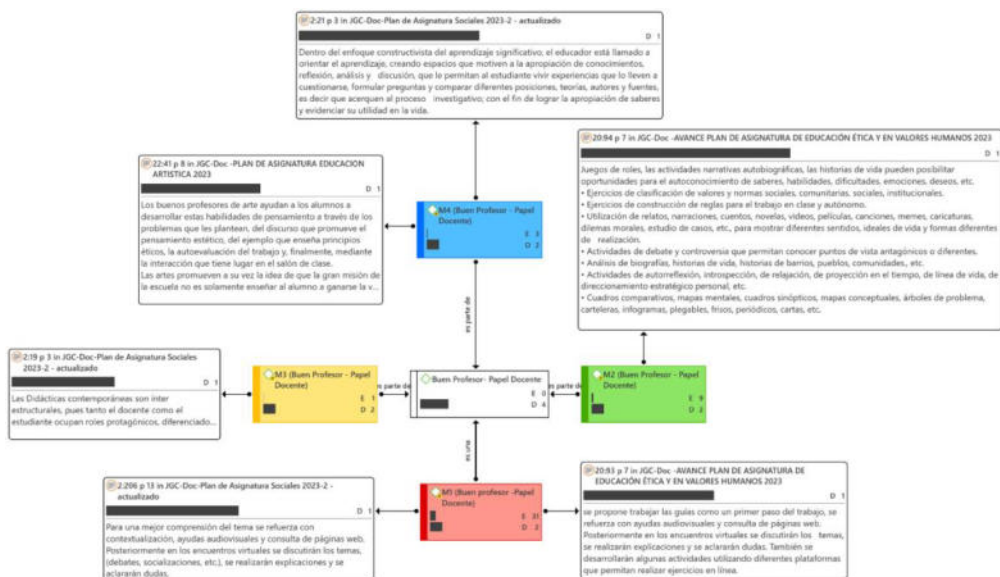 2:21 p 3 in JGC-Doc-Plan de Asignatura Sociales 2023-2 - actualizado
D 1
Dentro del enfoque constructivista del aprendizaje significativo; el educador está llamado a
orientar el aprendizaje, creando espacios que motiven a la apropiación de conocimientos,
reflexión, análisis y discusión, que le permitan al estudiante vivir experiencias que lo lleven a
cuestionarse, formular preguntas y comparar diferentes posiciones, teorías, autores y fuentes,
es decir que acerquen al proceso investigativo; con el fin de lograr la apropiación de saberes
y evidenciar su utilidad en la vida.
20:94 p 7 in JGC-Doc -AVANCE PLAN DE ASIGNATURA DE EDUCACIÓN ÉTICA Y EN VALORES HUMANOS 2023
D 1
Juegos de roles, las actividades narrativas autobiográficas, las historias de vida pueden posibilitar
oportunidades para el autoconocimiento de saberes, habilidades, dificultades, emociones, deseos, etc.
• Ejercicios de clasificación de valores y normas sociales, comunitarias, sociales, institucionales.
• Ejercicios de construcción de reglas para el trabajo en clase y autónomo.
• Utilización de relatos, narraciones, cuentos, novelas, videos, películas, canciones, memes, caricaturas,
dilemas morales, estudio de casos, etc., para mostrar diferentes sentidos, ideales de vida y formas diferentes
de realización.
• Actividades de debate y controversia que permitan conocer puntos de vista antagónicos o diferentes.
• Análisis de biografías, historias de vida, historias de barrios, pueblos, comunidades, etc.
• Actividades de autorreflexión, introspección, de relajación, de proyección en el tiempo, de línea de vida, de
direccionamiento estratégico personal, etc.
• Cuadros comparativos, mapas mentales, cuadros sinópticos, mapas conceptuales, árboles de problema,
carteleras, infogramas, plegables, frisos, periódicos, cartas, etc.
22:41 p 8 in JGC-Doc -PLAN DE ASIGNATURA EDUCACION
ARTISTICA 2023
D 1
Los buenos profesores de arte ayudan a los alumnos a
desarrollar estas habilidades de pensamiento a través de los
problemas que les plantean, del discurso que promueve el
pensamiento estético, del ejemplo que enseña principios
éticos, la autoevaluación del trabajo y, finalmente, mediante
la interacción que tiene lugar en el salón de clase.
Las artes promueven a su vez la idea de que la gran misión de
la escuela no es solamente enseñar al alumno a ganarse la v...
M4 (Buen Profesor - Papel
Docente)
E 3
D 2
es parte de
2:19 p 3 in JGC-Doc-Plan de Asignatura Sociales
2023-2 - actualizado
D 1
Las Didácticas contemporáneas son inter
estructurales, pues tanto el docente como el
estudiante ocupan roles protagónicos, diferenciado...
M3 (Buen Profesor - Papel
Docente)
E 1
D 2
es parte de
Buen Profesor- Papel Docente
E 0
D 4
es parte de
M2 (Buen Profesor - Papel
Docente)
E 9
D 2
es una
2:206 p 13 in JGC-Doc-Plan de Asignatura Sociales 2023-2 -
actualizado
D 1
Para una mejor comprensión del tema se refuerza con
contextualización, ayudas audiovisuales y consulta de páginas web.
Posteriormente en los encuentros virtuales se discutirán los temas,
(debates, socializaciones, etc.), se realizarán explicaciones y se
aclararán dudas.
M1 (Buen profesor -Papel
Docente)
E 31
D 3
20:93 p 7 in JGC-Doc -AVANCE PLAN DE ASIGNATURA DE
EDUCACIÓN ÉTICA Y EN VALORES HUMANOS 2023
D 1
se propone trabajar las guías como un primer paso del trabajo, se
refuerza con ayudas audiovisuales y consulta de páginas web.
Posteriormente en los encuentros virtuales se discutirán los temas,
se realizarán explicaciones y se aclararán dudas. También se
desarrollarán algunas actividades utilizando diferentes plataformas
que permitan realizar ejercicios en línea.